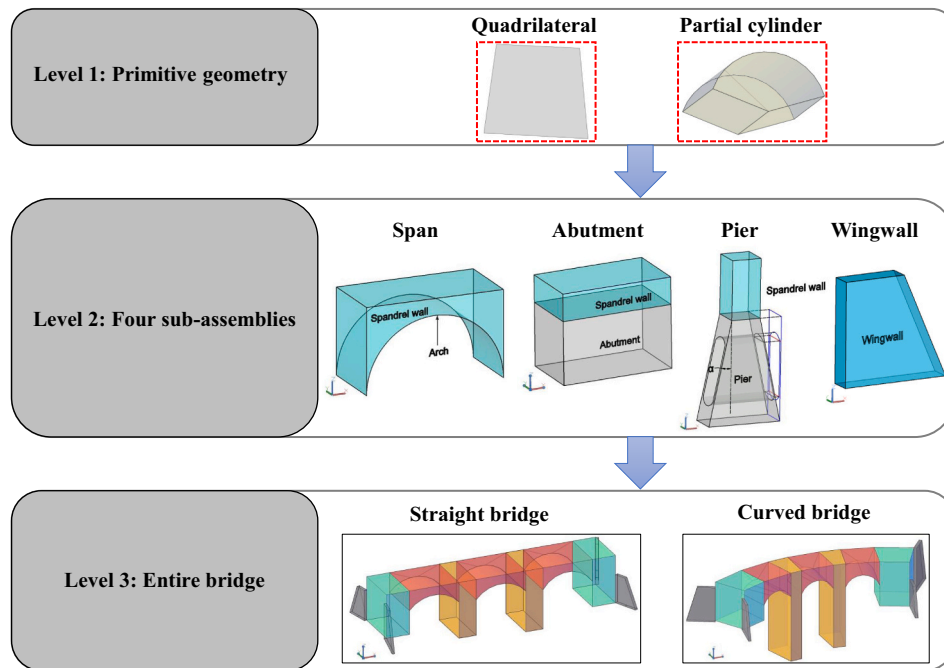 Quadrilateral
Partial cylinder
Level 1: Primitive geometry
Span
Abutment
Pier
Wingwall
Level 2: Four sub-assemblies
Spandrel wall
Arch
Spandrel wall
Abutment
Spandrel wall
α
Pier
Wingwall
Straight bridge
Curved bridge
Level 3: Entire bridge